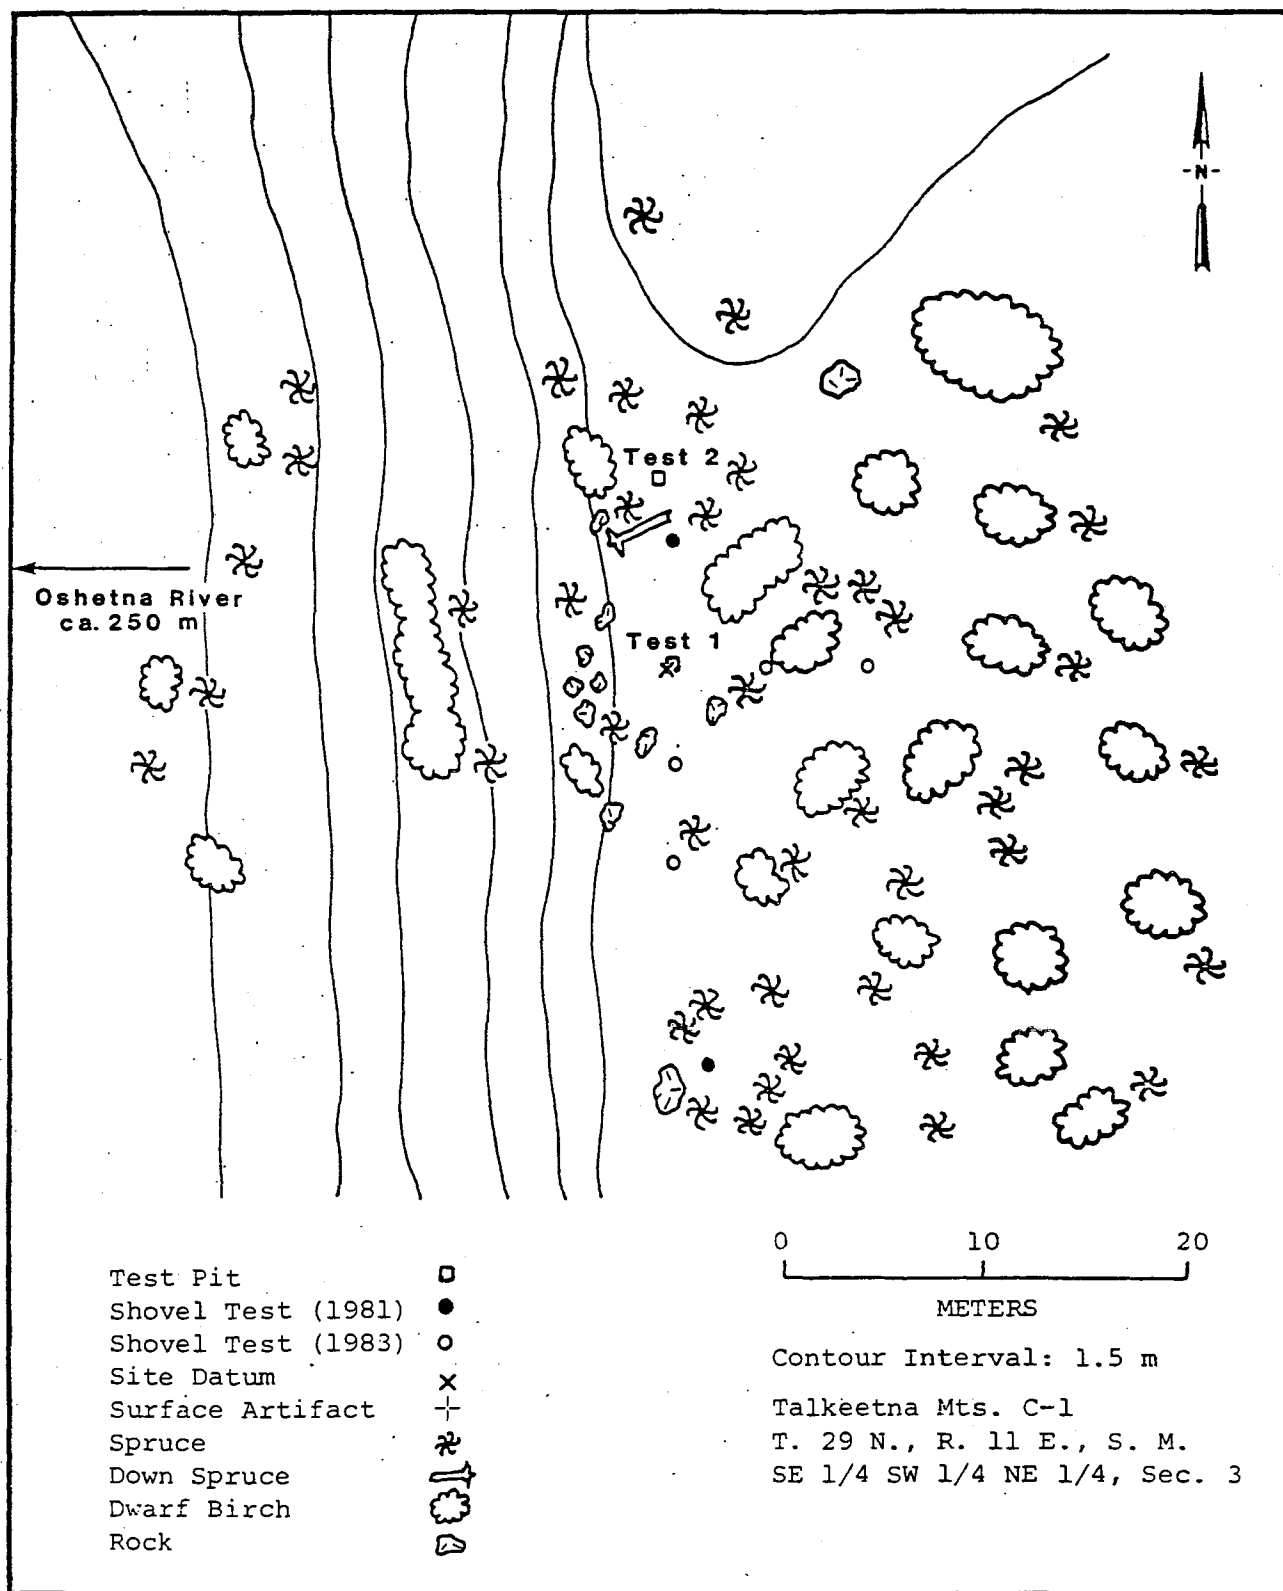 -N-
Test 2
Oshetna River
ca. 250 m
Test 1
0 10 20
METERS
Test Pit
Shovel Test (1981)
Shovel Test (1983)
Site Datum
Surface Artifact
Spruce
Down Spruce
Dwarf Birch
Rock
Contour Interval: 1.5 m
Talkeetna Mts. C-1
T. 29 N., R. 11 E., S. M.
SE 1/4 SW 1/4 NE 1/4, Sec. 3